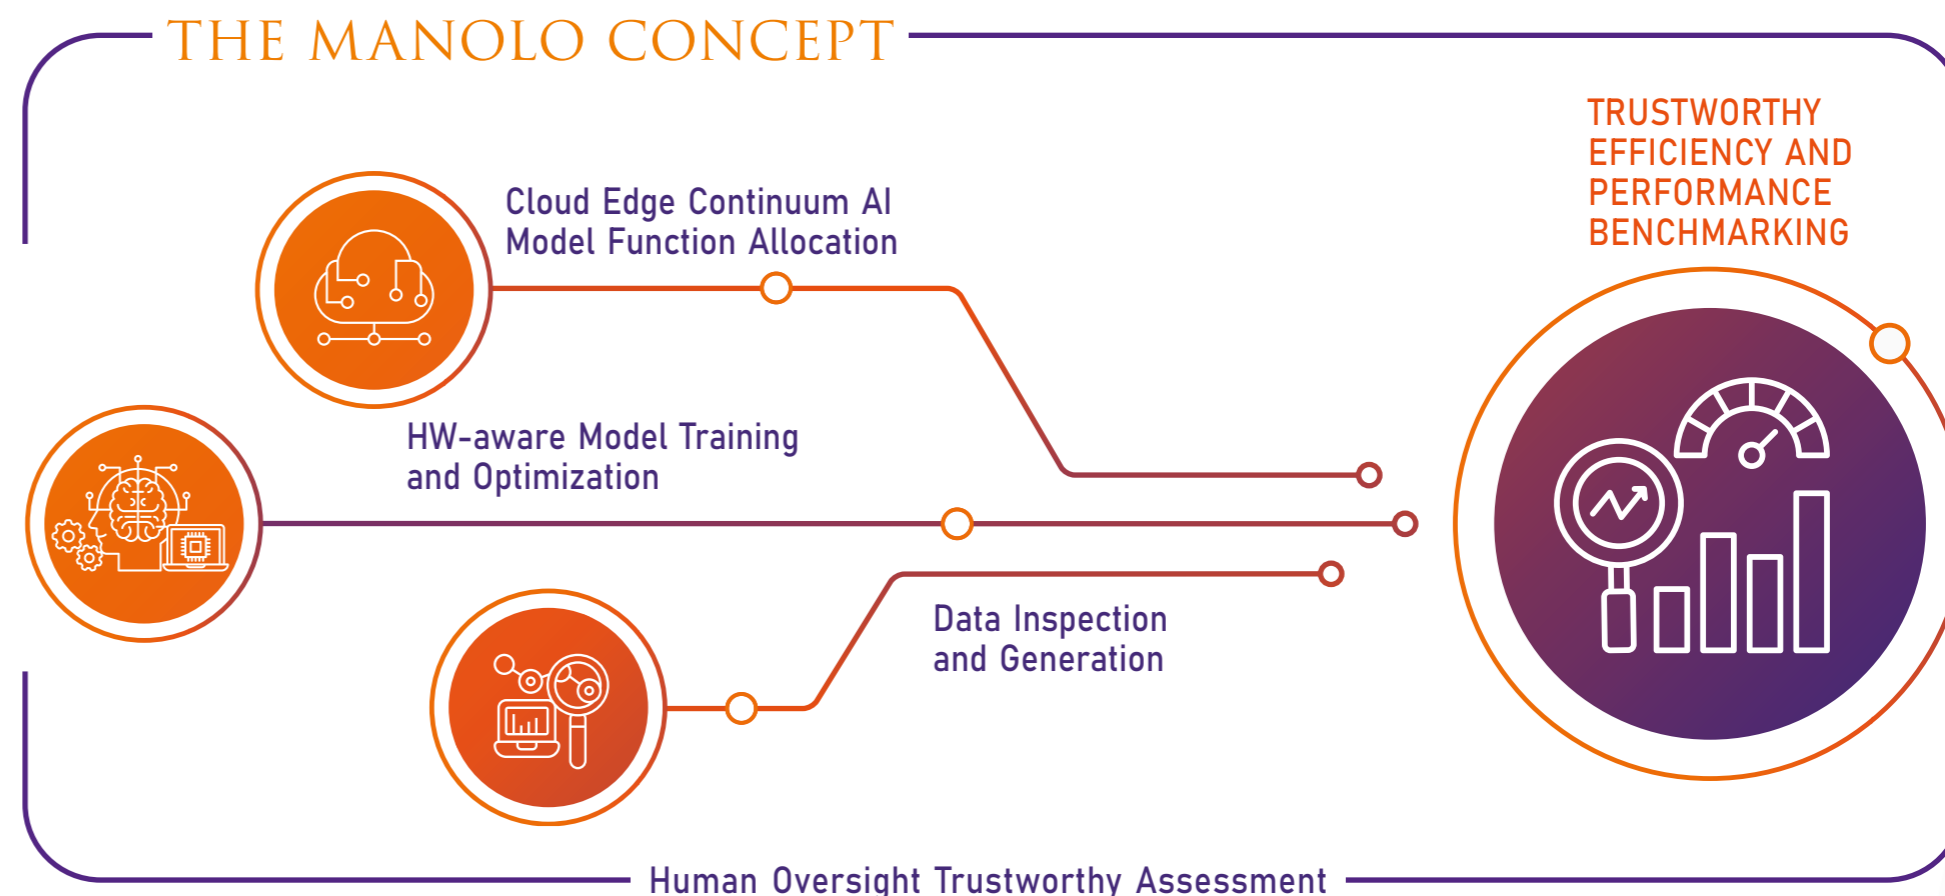 THE MANOLO CONCEPT
TRUSTWORTHY
EFFICIENCY AND
PERFORMANCE
BENCHMARKING
Cloud Edge Continuum AI
Model Function Allocation
HW-aware Model Training
and Optimization
Data Inspection
and Generation
Human Oversight Trustworthy Assessment